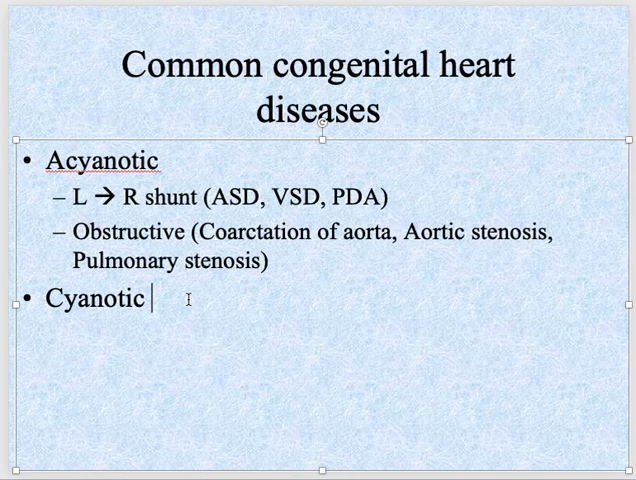 Common congenital heart
diseases
• Acyanotic
– L → R shunt (ASD, VSD, PDA)
– Obstructive (Coarctation of aorta, Aortic stenosis,
Pulmonary stenosis)
• Cyanotic